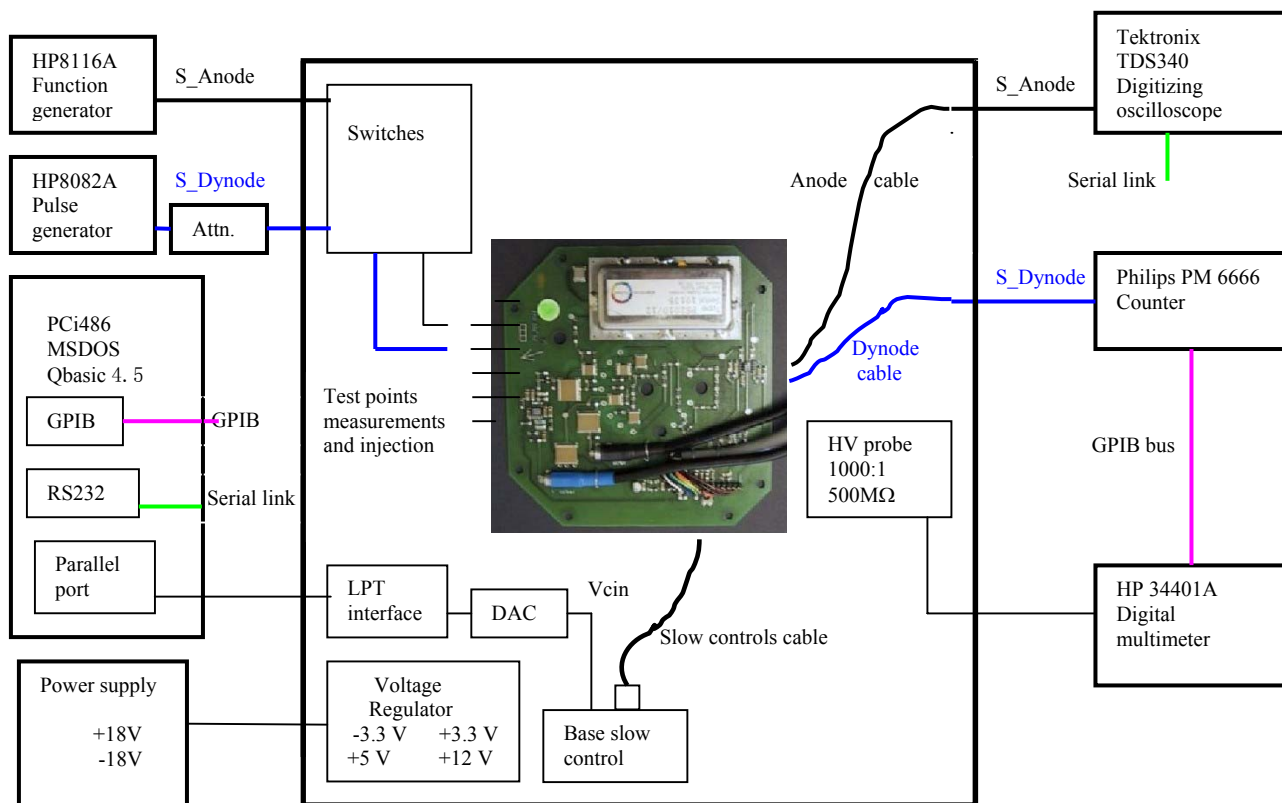 HP8116A
Function
generator
S_Anode
HP8082A
Pulse
generator
S_Dynode
Attn.
Switches
PCi486
MSDOS
Qbasic 4.5
GPIB
GPIB
RS232
Serial link
Parallel
port
Power supply
+18V
-18V
Test points
measurements
and injection
LPT
interface
DAC
Vcin
Slow controls cable
Voltage
Regulator
-3.3 V +3.3 V
+5 V +12 V
Base slow
control
Anode cable
Dynode
cable
HV probe
1000:1
500MΩ
S_Anode
Tektronix
TDS340
Digitizing
oscilloscope
Serial link
S_Dynode
Philips PM 6666
Counter
GPIB bus
HP 34401A
Digital
multimeter